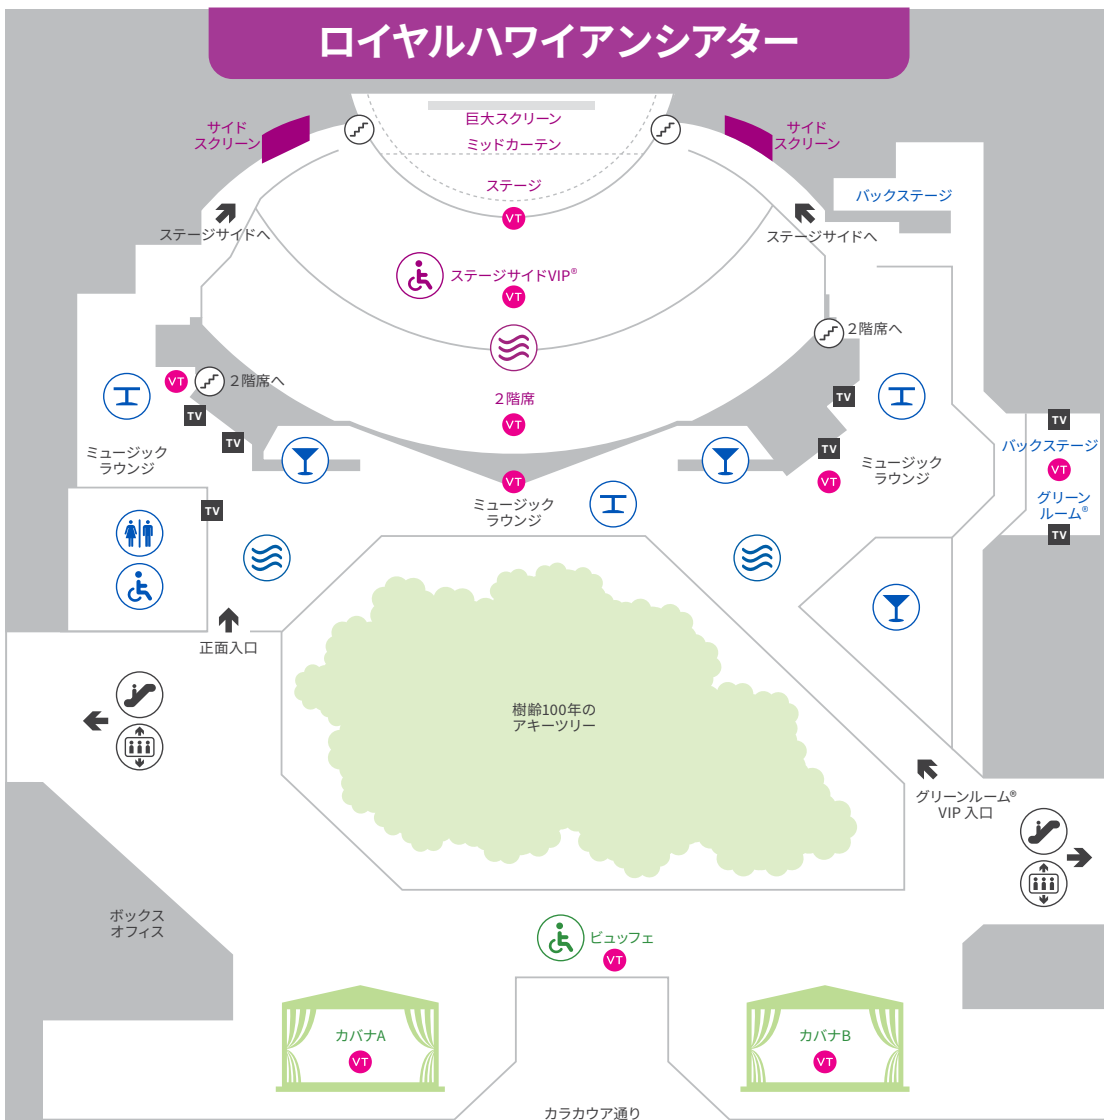 ロイヤルハワイアンシアター
巨大スクリーン
サイド
スクリーン
サイド
スクリーン
ミッドカーテン
ステージ
バックステージ
VT
ステージサイドへ
ステージサイドへ
ステージサイドVIP®
VT
2階席へ
VT
2階席へ
2階席
TV
TV
VT
TV
TV
TV
バックステージ
VT
グリーン
ルーム®
TV
ミュージック
ラウンジ
ミュージック
ラウンジ
VT
VT
ミュージック
ラウンジ
TV
正面入口
樹齢100年の
アキーツリー
グリーンルーム®
VIP 入口
ボックス
オフィス
ビュッフェ
VT
カバナA
VT
カバナB
VT
カラカウア通り